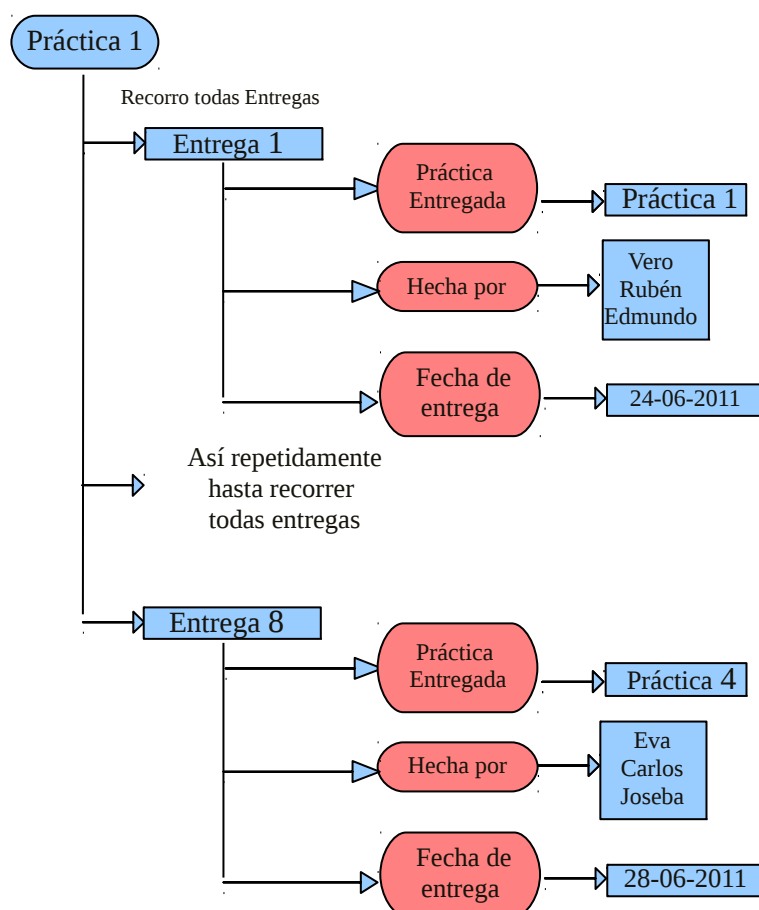 Práctica 1
Recorro todas Entregas
Entrega 1
Práctica
Entregada
Práctica 1
Hecha por
Vero
Rubén
Edmundo
Fecha de
entrega
24-06-2011
Así repetidamente
hasta recorrer
todas entregas
Entrega 8
Práctica
Entregada
Práctica 4
Hecha por
Eva
Carlos
Joseba
Fecha de
entrega
28-06-2011